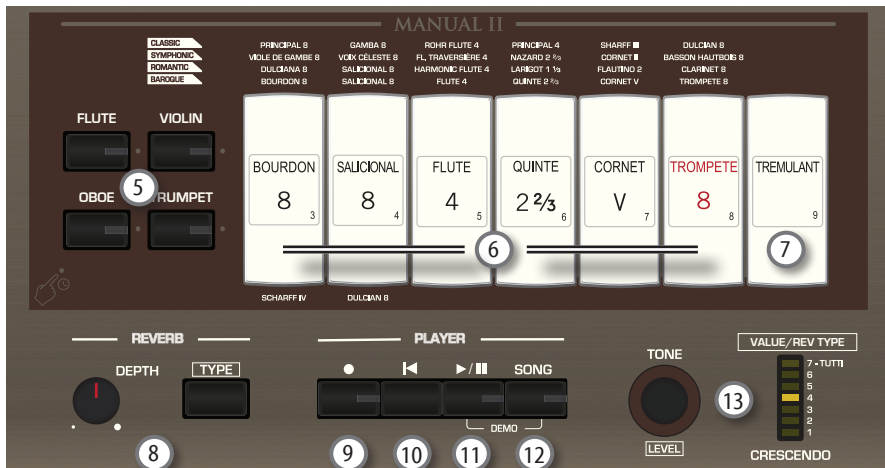 MANUAL II
CLASSIC
SYMPHONIC
ROMANTIC
BAROQUE
PRINCIPAL 8
VIOLE DE GAMBE 8
DULCIANA 8
BOURDON 8
GAMBA 8
VOIX CÉLESTE 8
SALICIONAL 8
SALICIONAL 8
ROHR FLUTE 4
FL, TRAVERSIÈRE 4
HARMONIC FLUTE 4
FLUTE 4
PRINCIPAL 4
NAZARD 2 ⅔
LARIGOT 1 ⅓
QUINTE 2 ⅔
SHARFF III
CORNET II
FLAUTINO 2
CORNET V
DULCIAN 8
BASSON HAUTBOIS 8
CLARINET 8
TROMPETE 8
FLUTE VIOLIN
5
OBOE TRUMPET
BOURDON
8
3
SALICIONAL
8
4
FLUTE
4
5
QUINTE
2⅔
6
CORNET
V
7
TROMPETE
8
8
TREMULANT
9
6
7
SCHARFF IV
DULCIAN 8
REVERB
DEPTH
TYPE
8
PLAYER
SONG
DEMO
9
10
11
12
TONE
LEVEL
13
VALUE/REV TYPE
7 - TUTTI
6
5
4
3
2
1
CRESCENDO